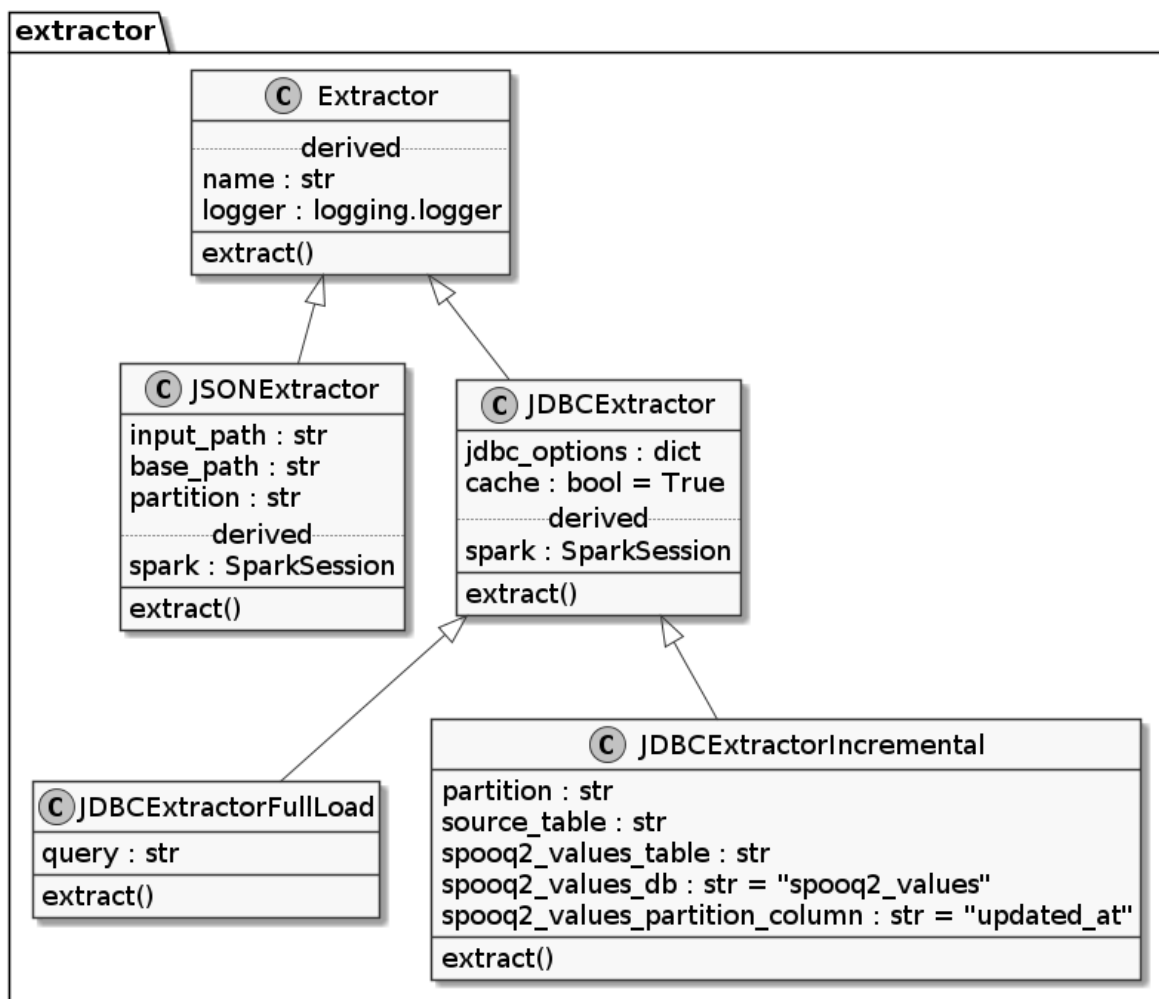 extractor
C Extractor
derived
name : str
logger : logging.logger
extract()
C JSONExtractor
input_path : str
base_path : str
partition : str
derived
spark : SparkSession
extract()
C JDBCExtractor
jdbc_options : dict
cache : bool = True
derived
spark : SparkSession
extract()
C JDBCExtractorFullLoad
query : str
extract()
C JDBCExtractorIncremental
partition : str
source_table : str
spooq2_values_table : str
spooq2_values_db : str = "spooq2_values"
spooq2_values_partition_column : str = "updated_at"
extract()